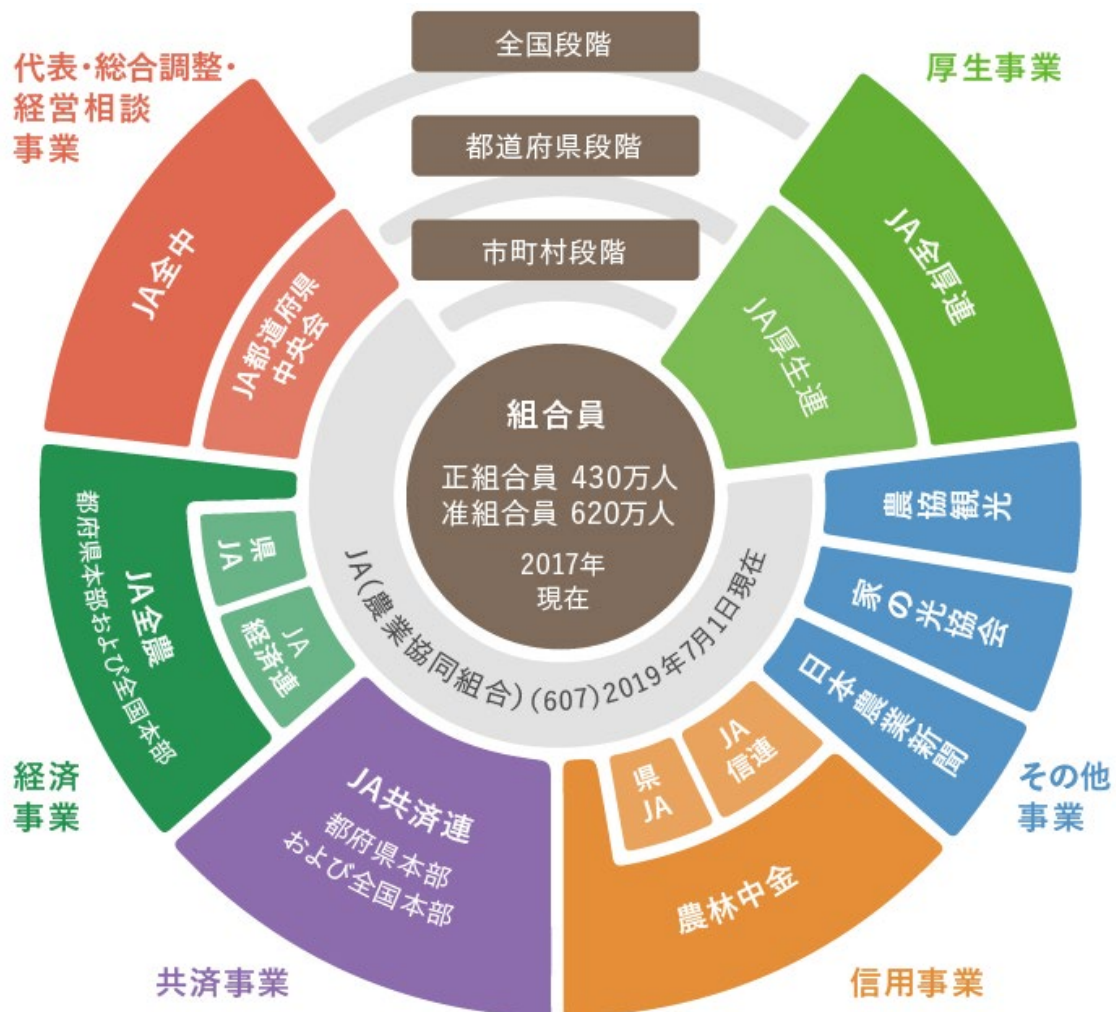 全国段階
都道府県段階
市町村段階
代表・総合調整・
経営相談
事業
JA全中
JA都道府県
中央会
厚生事業
JA全厚連
JA厚生連
組合員
正組合員 430万人
准組合員 620万人
2017年
現在
JA(農業協同組合)(607)2019年7月1日現在
農協観光
家の光協会
日本農業新聞
その他
事業
JA全農
都府県本部および全国本部
県
JA
JA
経済連
経済
事業
JA共済連
都府県本部
および全国本部
共済事業
県
JA
JA
信連
農林中金
信用事業